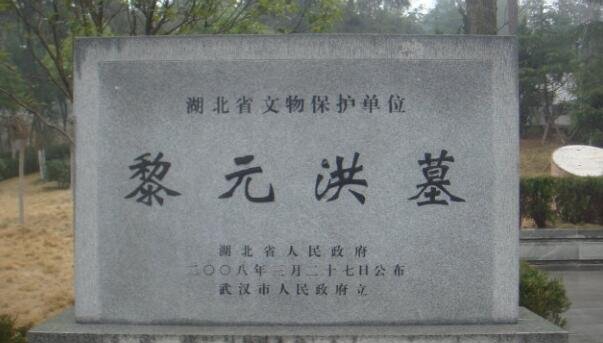 湖北省文物保护单位
黎元洪墓
湖北省人民政府
二〇〇八年三月二十七日公布
武汉市人民政府立